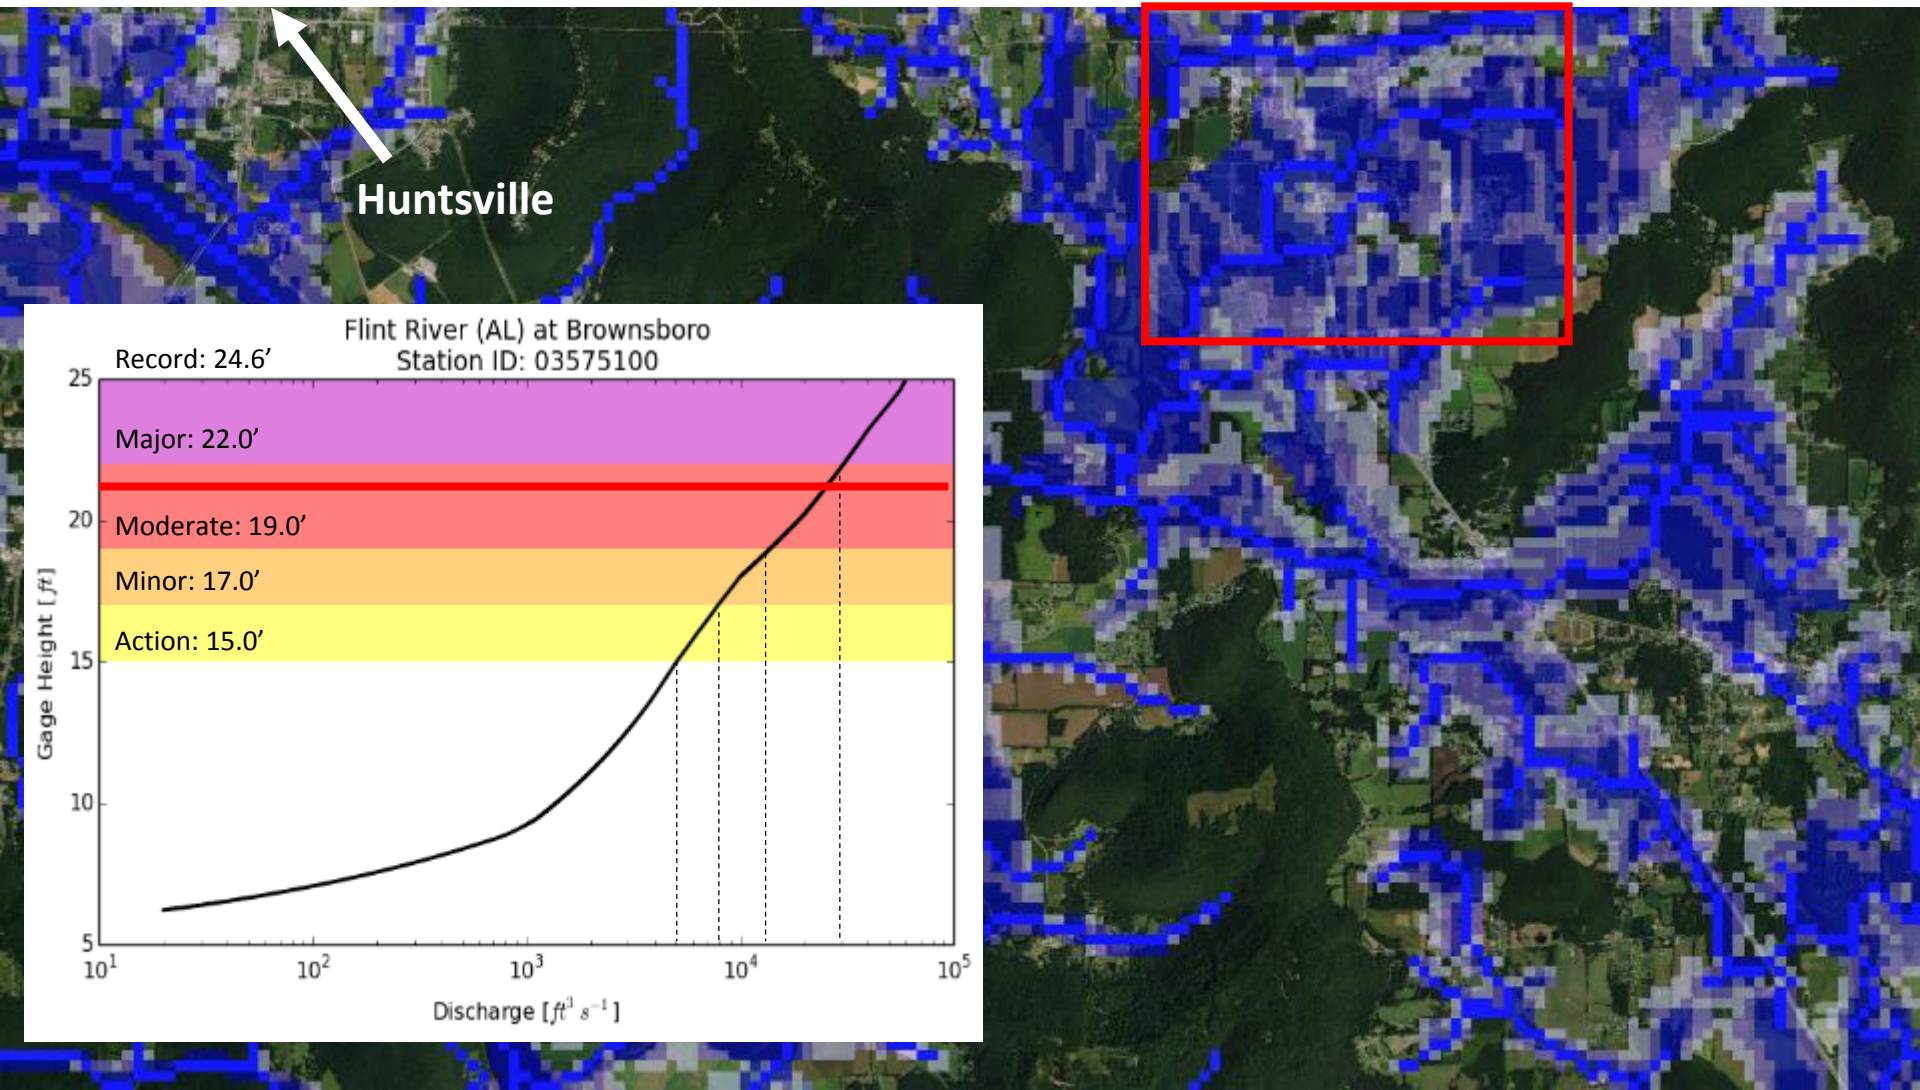 Huntsville
Flint River (AL) at Brownsboro
Station ID: 03575100
Record: 24.6’
Major: 22.0’
Moderate: 19.0’
Minor: 17.0’
Action: 15.0’
Gage Height [ft]
25
20
15
10
5
10¹ 10² 10³ 10⁴ 10⁵
Discharge [ft³ s⁻¹]